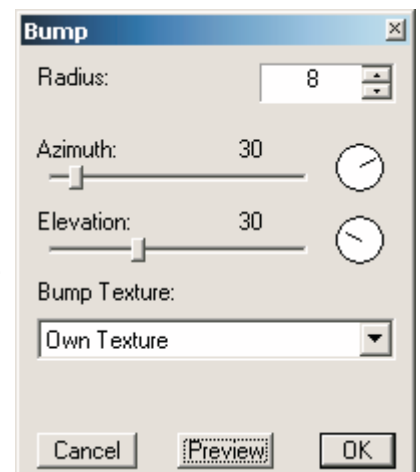 Bump
Radius: 8
Azimuth: 30
Elevation: 30
Bump Texture:
Own Texture
Cancel Preview OK